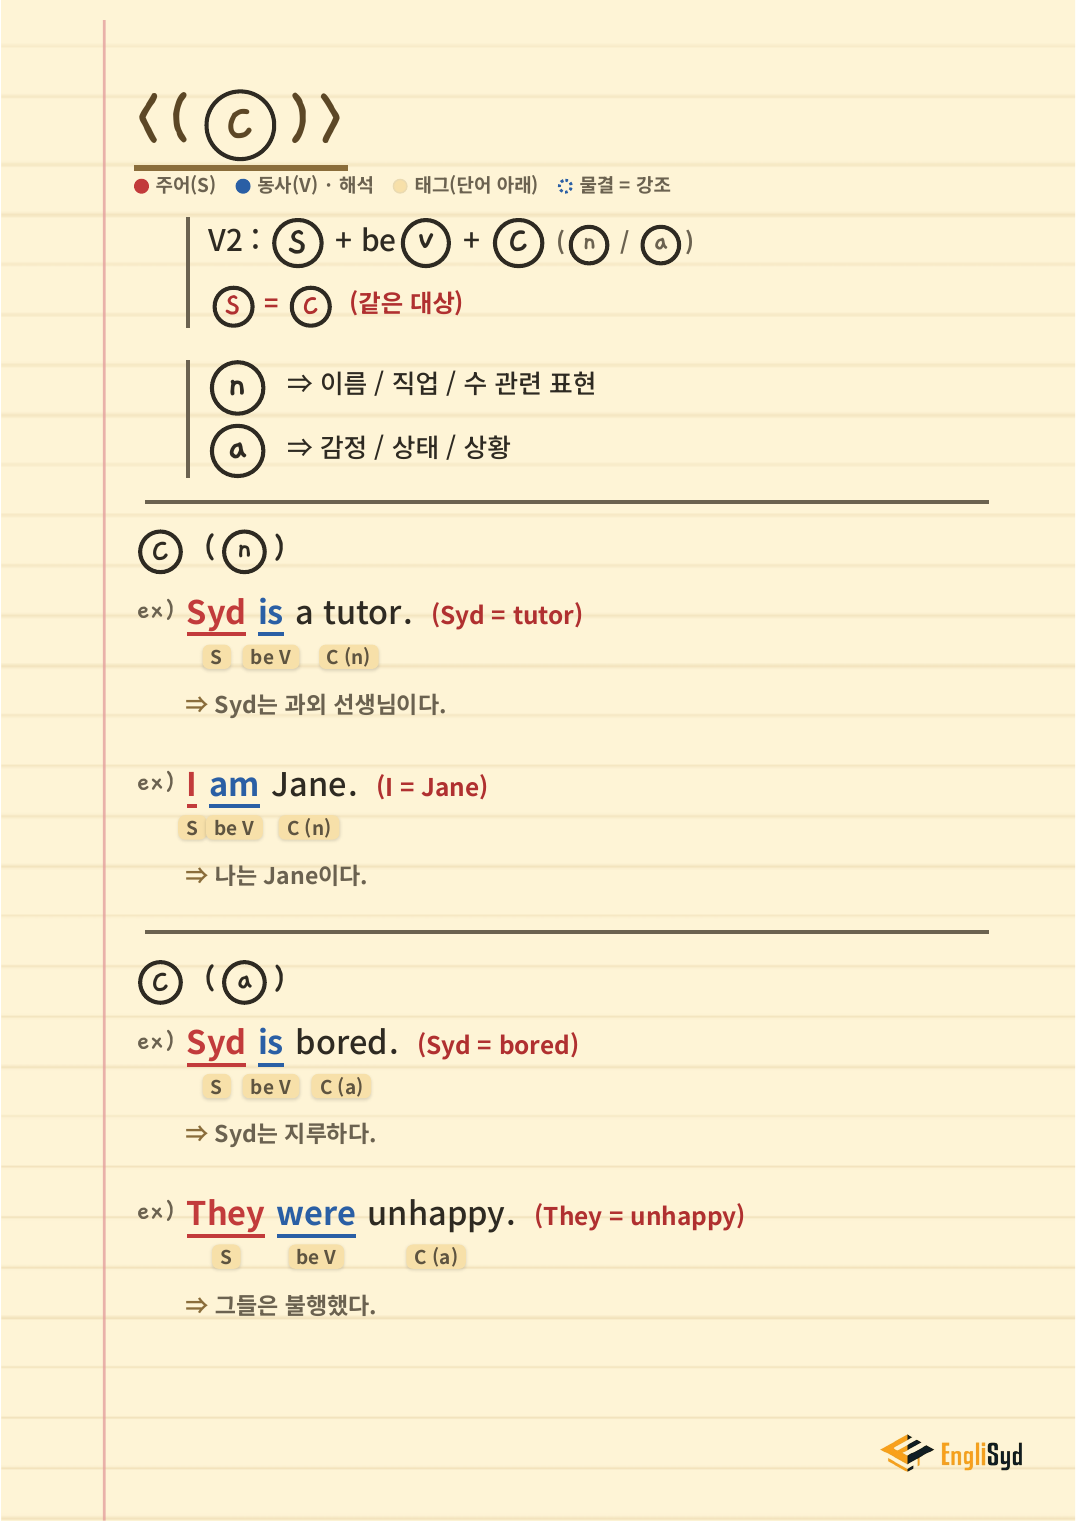 〈( C )〉
주어(S) 동사(V) · 해석 태그(단어 아래) 물결 = 강조
V2 : S + be V + C ( n / a )
S = C (같은 대상)
n ⇒ 이름 / 직업 / 수 관련 표현
a ⇒ 감정 / 상태 / 상황
C ( n )
ex) Syd is a tutor. (Syd = tutor)
S be V C (n)
⇒ Syd는 과외 선생님이다.
ex) I am Jane. (I = Jane)
S be V C (n)
⇒ 나는 Jane이다.
C ( a )
ex) Syd is bored. (Syd = bored)
S be V C (a)
⇒ Syd는 지루하다.
ex) They were unhappy. (They = unhappy)
S be V C (a)
⇒ 그들은 불행했다.
EngliSyd